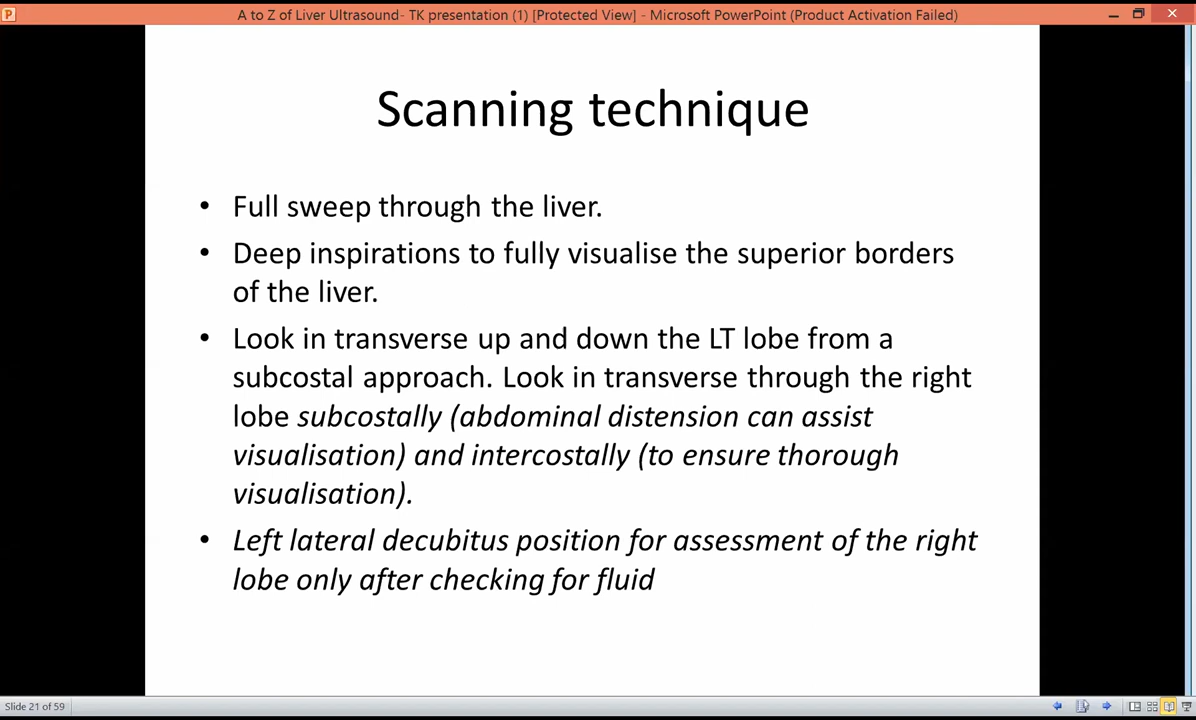 A to Z of Liver Ultrasound- TK presentation (1) [Protected View] - Microsoft PowerPoint (Product Activation Failed)
Scanning technique
• Full sweep through the liver.
• Deep inspirations to fully visualise the superior borders
of the liver.
• Look in transverse up and down the LT lobe from a
subcostal approach. Look in transverse through the right
lobe subcostally (abdominal distension can assist
visualisation) and intercostally (to ensure thorough
visualisation).
• Left lateral decubitus position for assessment of the right
lobe only after checking for fluid
Slide 21 of 59